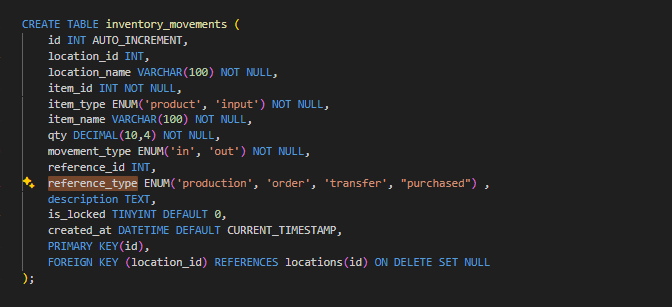 CREATE TABLE inventory_movements (
    id INT AUTO_INCREMENT,
    location_id INT,
    location_name VARCHAR(100) NOT NULL,
    item_id INT NOT NULL,
    item_type ENUM('product', 'input') NOT NULL,
    item_name VARCHAR(100) NOT NULL,
    qty DECIMAL(10,4) NOT NULL,
    movement_type ENUM('in', 'out') NOT NULL,
    reference_id INT,
    reference_type ENUM('production', 'order', 'transfer', "purchased") ,
    description TEXT,
    is_locked TINYINT DEFAULT 0,
    created_at DATETIME DEFAULT CURRENT_TIMESTAMP,
    PRIMARY KEY(id),
    FOREIGN KEY (location_id) REFERENCES locations(id) ON DELETE SET NULL
);